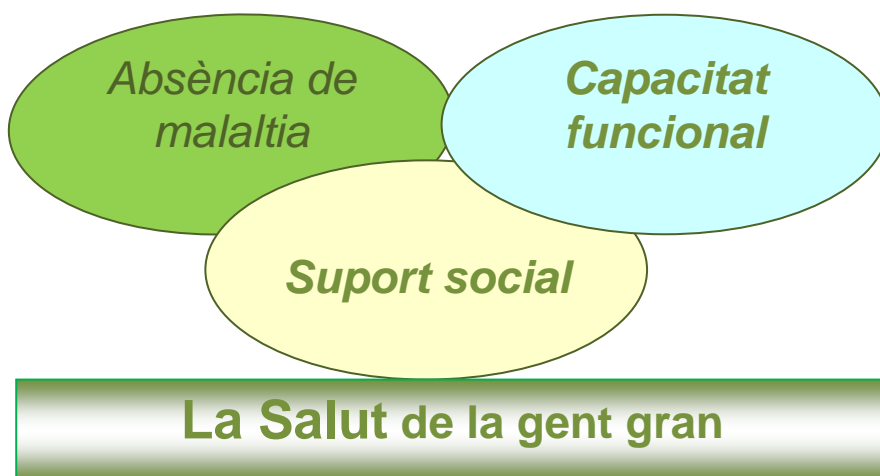 Absència de
malaltia
Capacitat
funcional
Suport social
La Salut de la gent gran